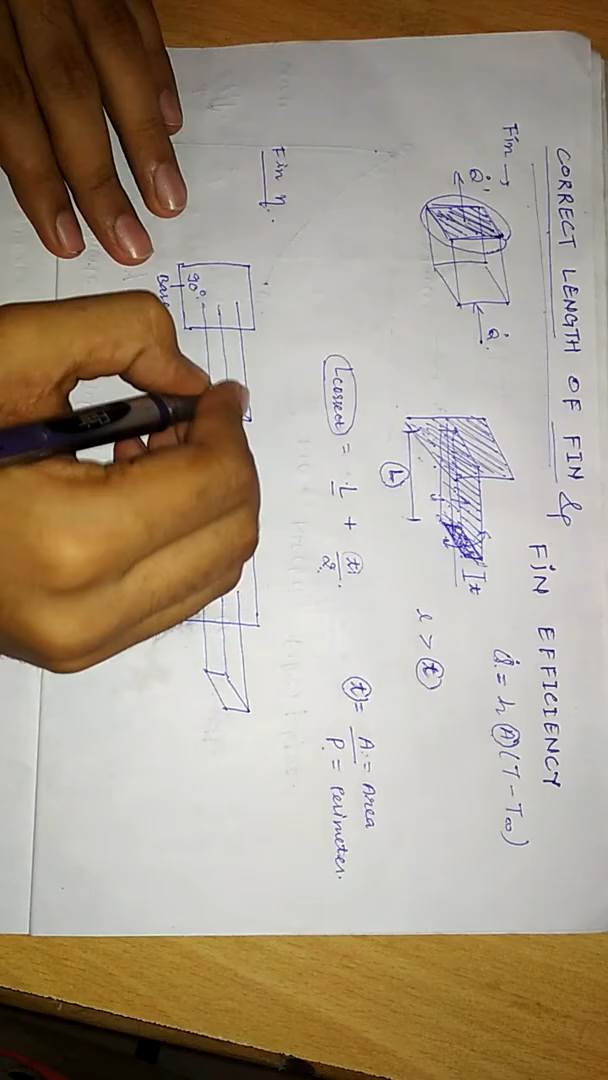 CORRECT LENGTH OF FIN &
FIN EFFICIENCY
Fin →
Q̇
Q̇
Q̇ = h A (T - T∞)
L
t
l > t
Lcorrect = L + t/2
t = A/P
A = Area
P = Perimeter.
Fin η.
90°
Base